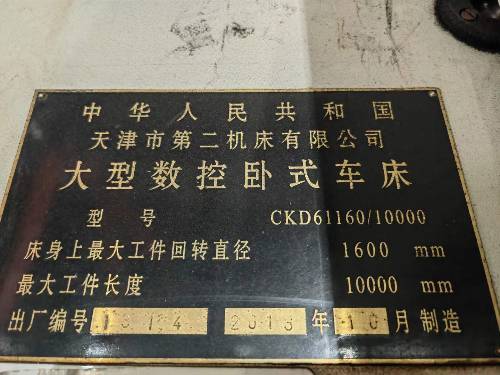 中华人民共和国
天津市第二机床有限公司
大型数控卧式车床
型号 CKD61160/10000
床身上最大工件回转直径 1600 mm
最大工件长度 10000 mm
出厂编号 年10月制造